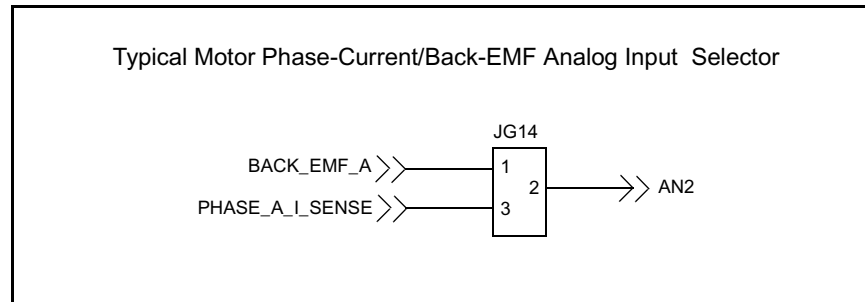 Typical Motor Phase-Current/Back-EMF Analog Input Selector
JG14
BACK_EMF_A
1
2
AN2
PHASE_A_I_SENSE
3